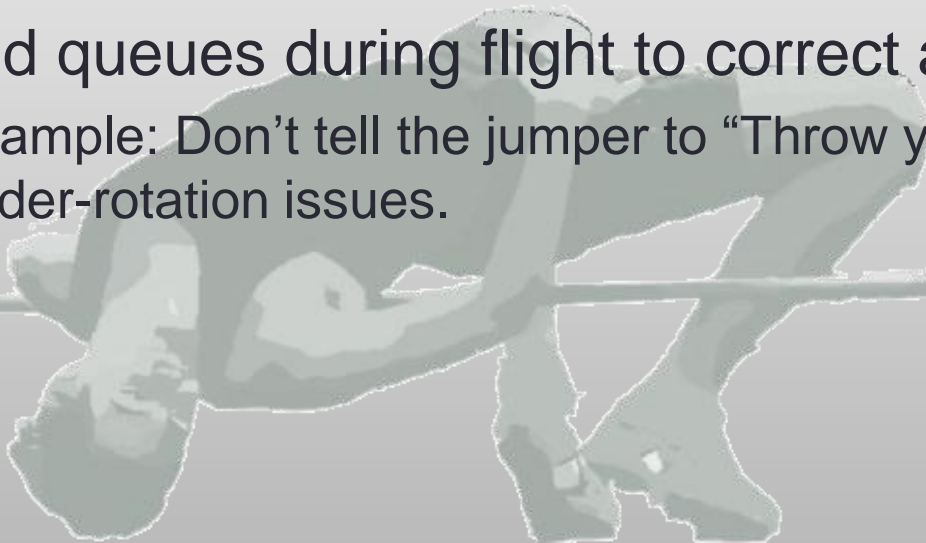 d queues during flight to correct a
ample: Don’t tell the jumper to “Throw y
der-rotation issues.